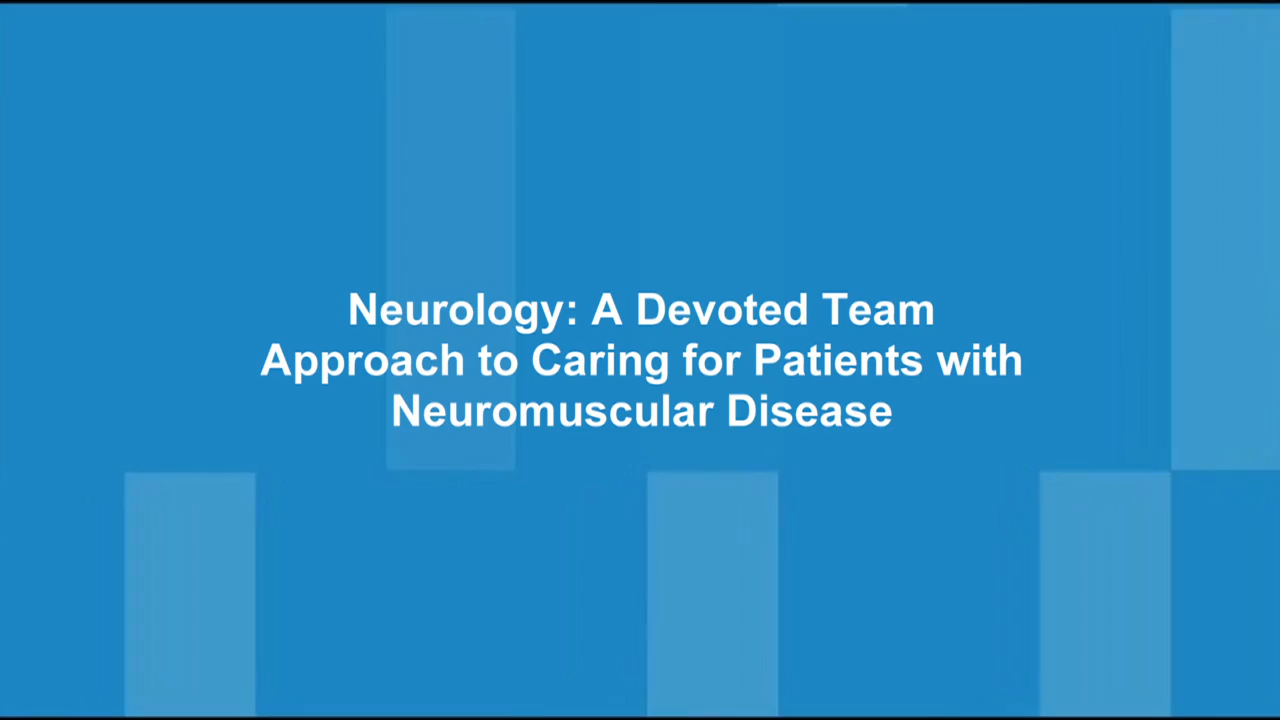 Neurology: A Devoted Team
Approach to Caring for Patients with
Neuromuscular Disease